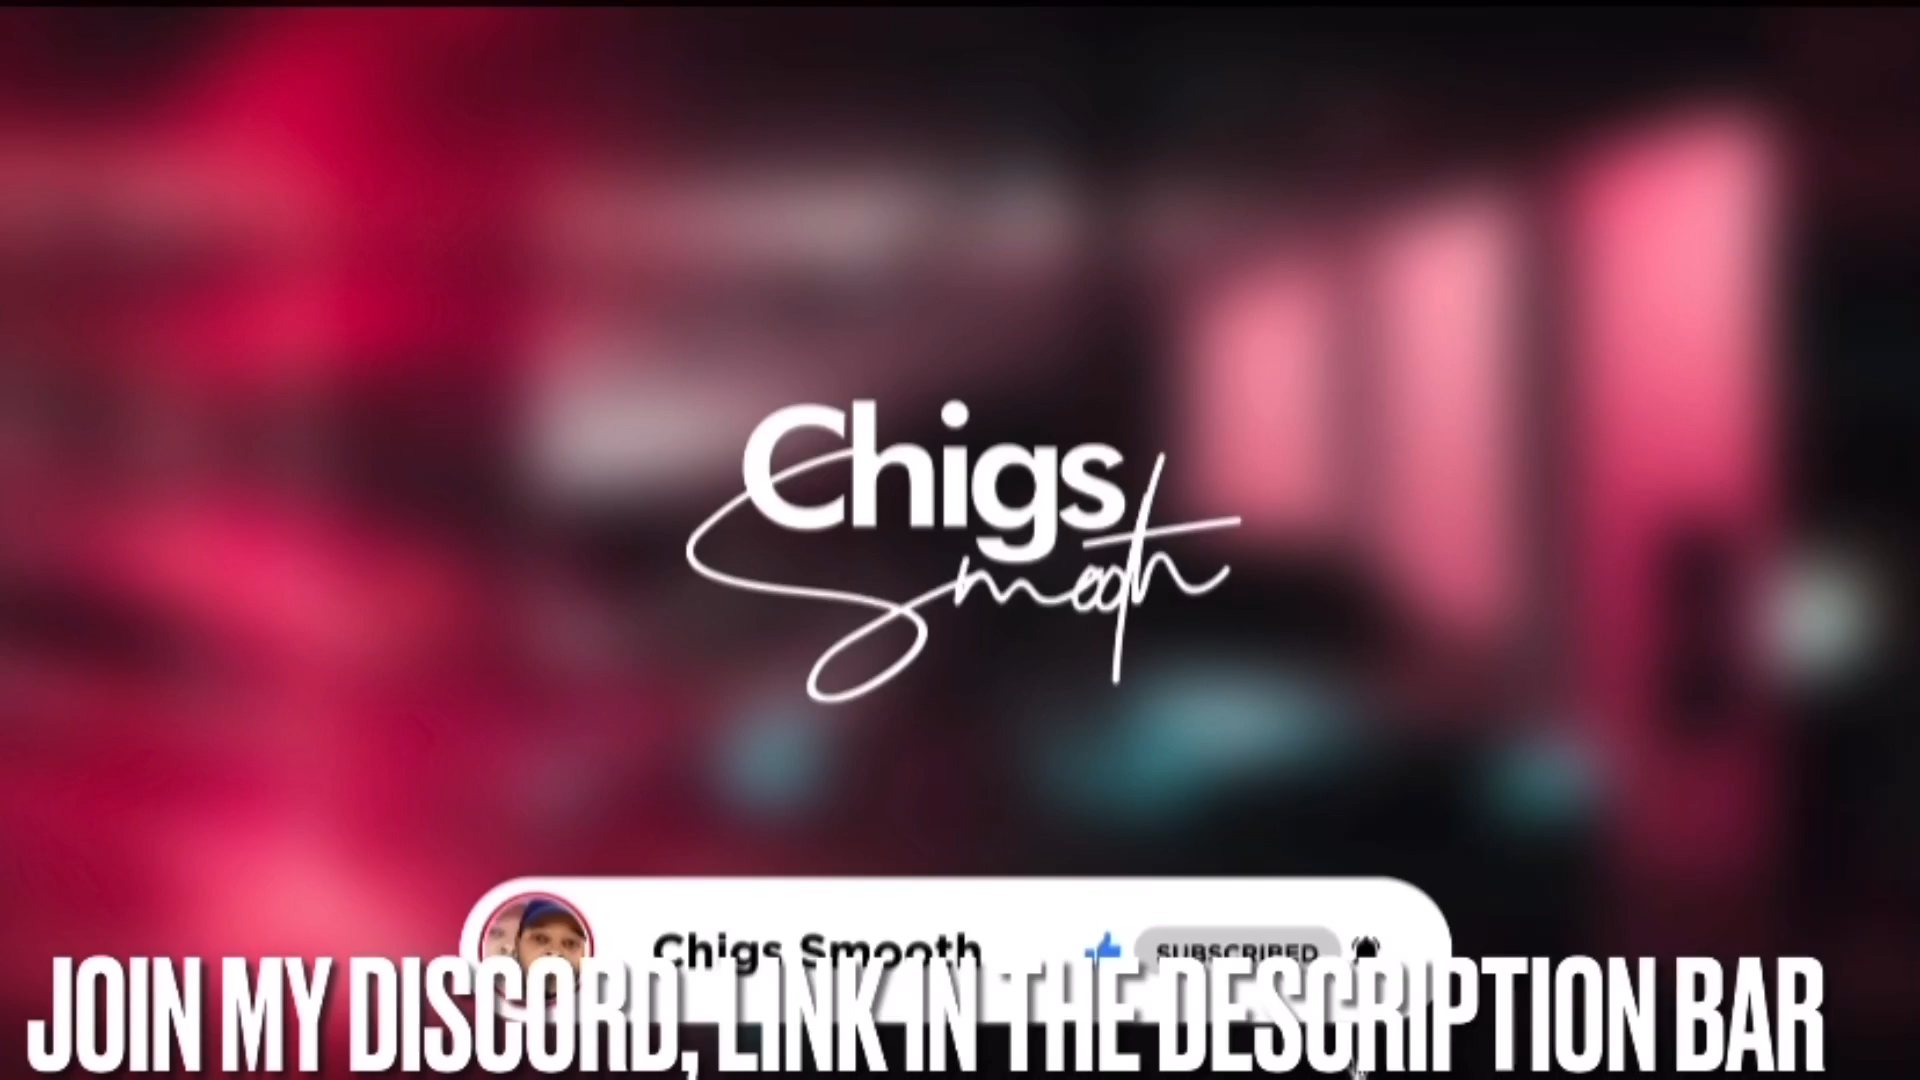 Chigs
Smooth
Chigs Smooth
SUBSCRIBED
JOIN MY DISCORD, LINK IN THE DESCRIPTION BAR